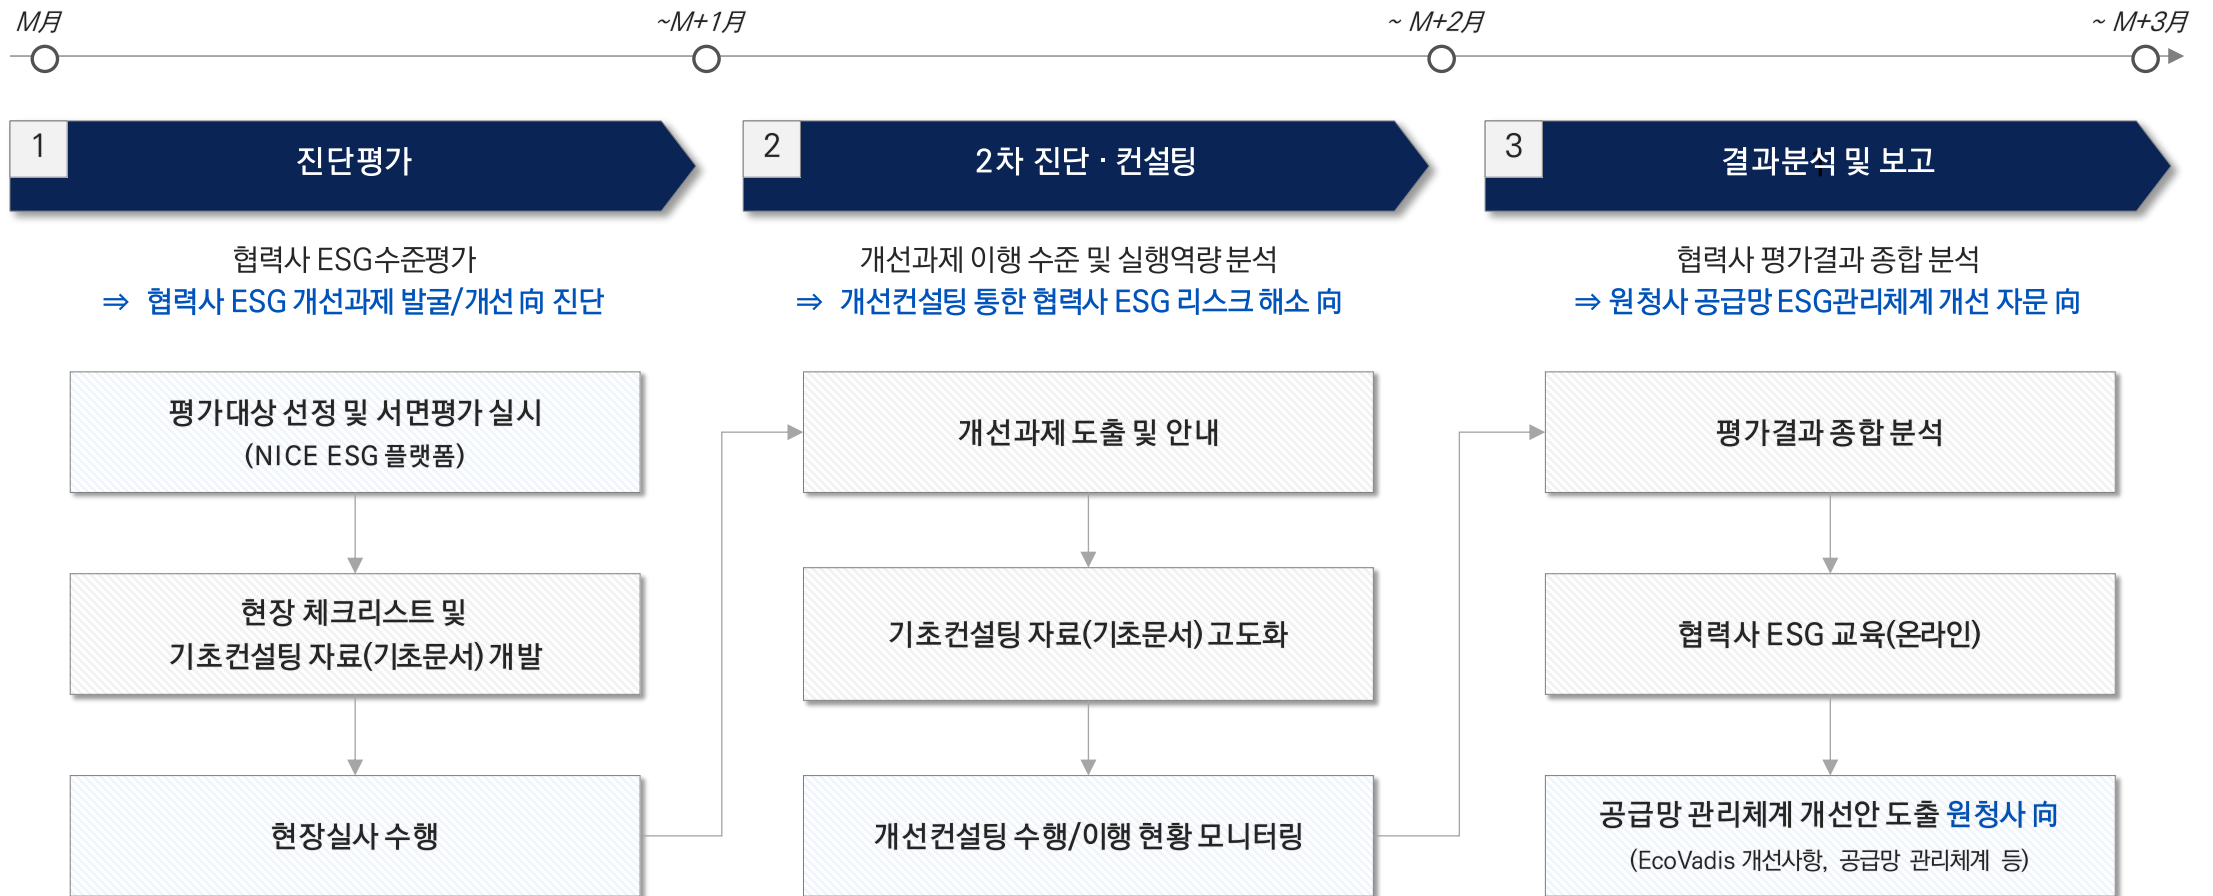 M月
~M+1月
~ M+2月
~ M+3月
1
진단평가
협력사 ESG수준평가
⇒ 협력사 ESG 개선과제 발굴/개선 向 진단
평가대상 선정 및 서면평가 실시
(NICE ESG 플랫폼)
현장 체크리스트 및
기초컨설팅 자료(기초문서) 개발
현장실사 수행
2
2차 진단 · 컨설팅
개선과제 이행 수준 및 실행역량 분석
⇒ 개선컨설팅 통한 협력사 ESG 리스크 해소 向
개선과제 도출 및 안내
기초컨설팅 자료(기초문서) 고도화
개선컨설팅 수행/이행 현황 모니터링
3
결과분석 및 보고
협력사 평가결과 종합 분석
⇒ 원청사 공급망 ESG관리체계 개선 자문 向
평가결과 종합 분석
협력사 ESG 교육(온라인)
공급망 관리체계 개선안 도출 원청사 向
(EcoVadis 개선사항, 공급망 관리체계 등)